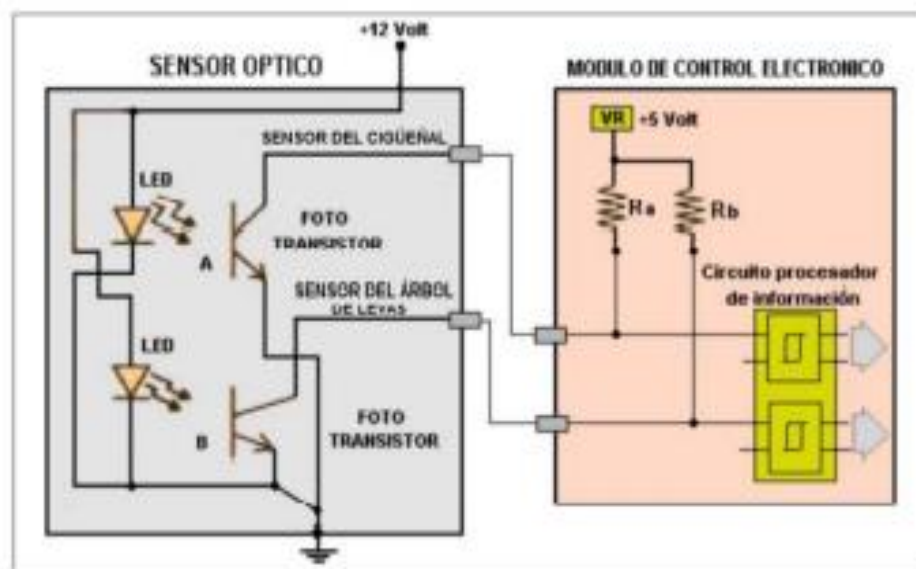 +12 Volt
SENSOR OPTICO
SENSOR DEL CIGÜEÑAL
LED
FOTO
TRANSISTOR
A
SENSOR DEL ÁRBOL
DE LEVAS
LED
FOTO
TRANSISTOR
B
MODULO DE CONTROL ELECTRONICO
VR +5 Volt
Ra
Rb
Circuito procesador
de información